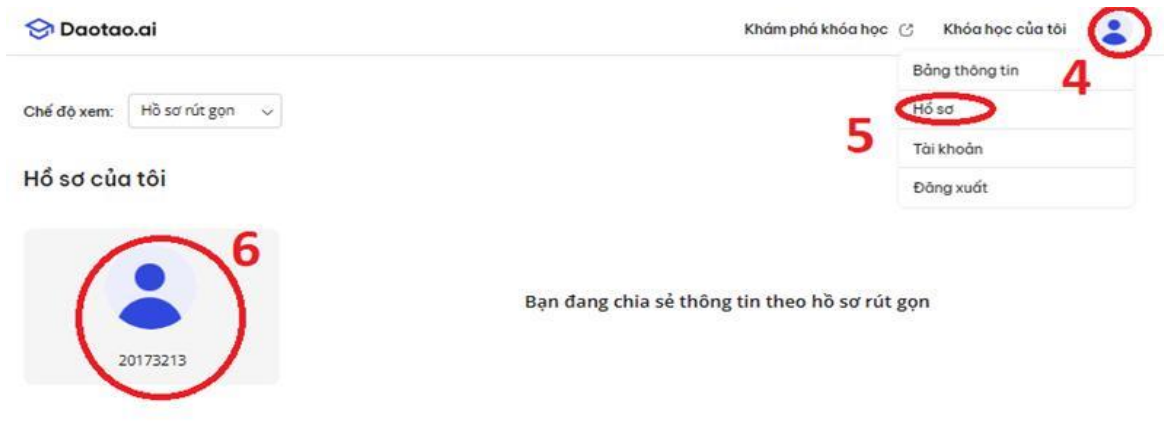 Daotao.ai
Khám phá khóa học
Khóa học của tôi
Bảng thông tin
4
Chế độ xem: Hồ sơ rút gọn
Hồ sơ
5
Tài khoản
Hồ sơ của tôi
Đăng xuất
6
Bạn đang chia sẻ thông tin theo hồ sơ rút gọn
20173213